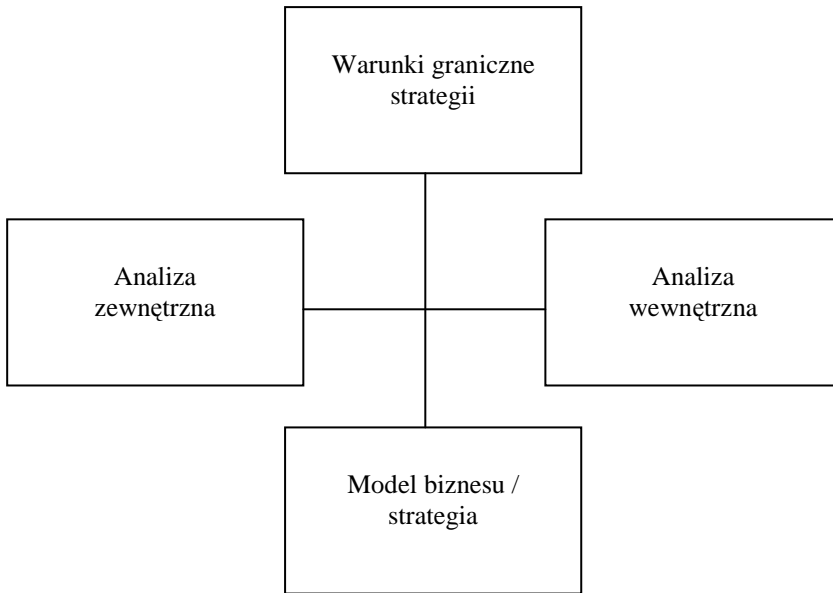 Warunki graniczne
strategii
Analiza
zewnętrzna
Analiza
wewnętrzna
Model biznesu /
strategia